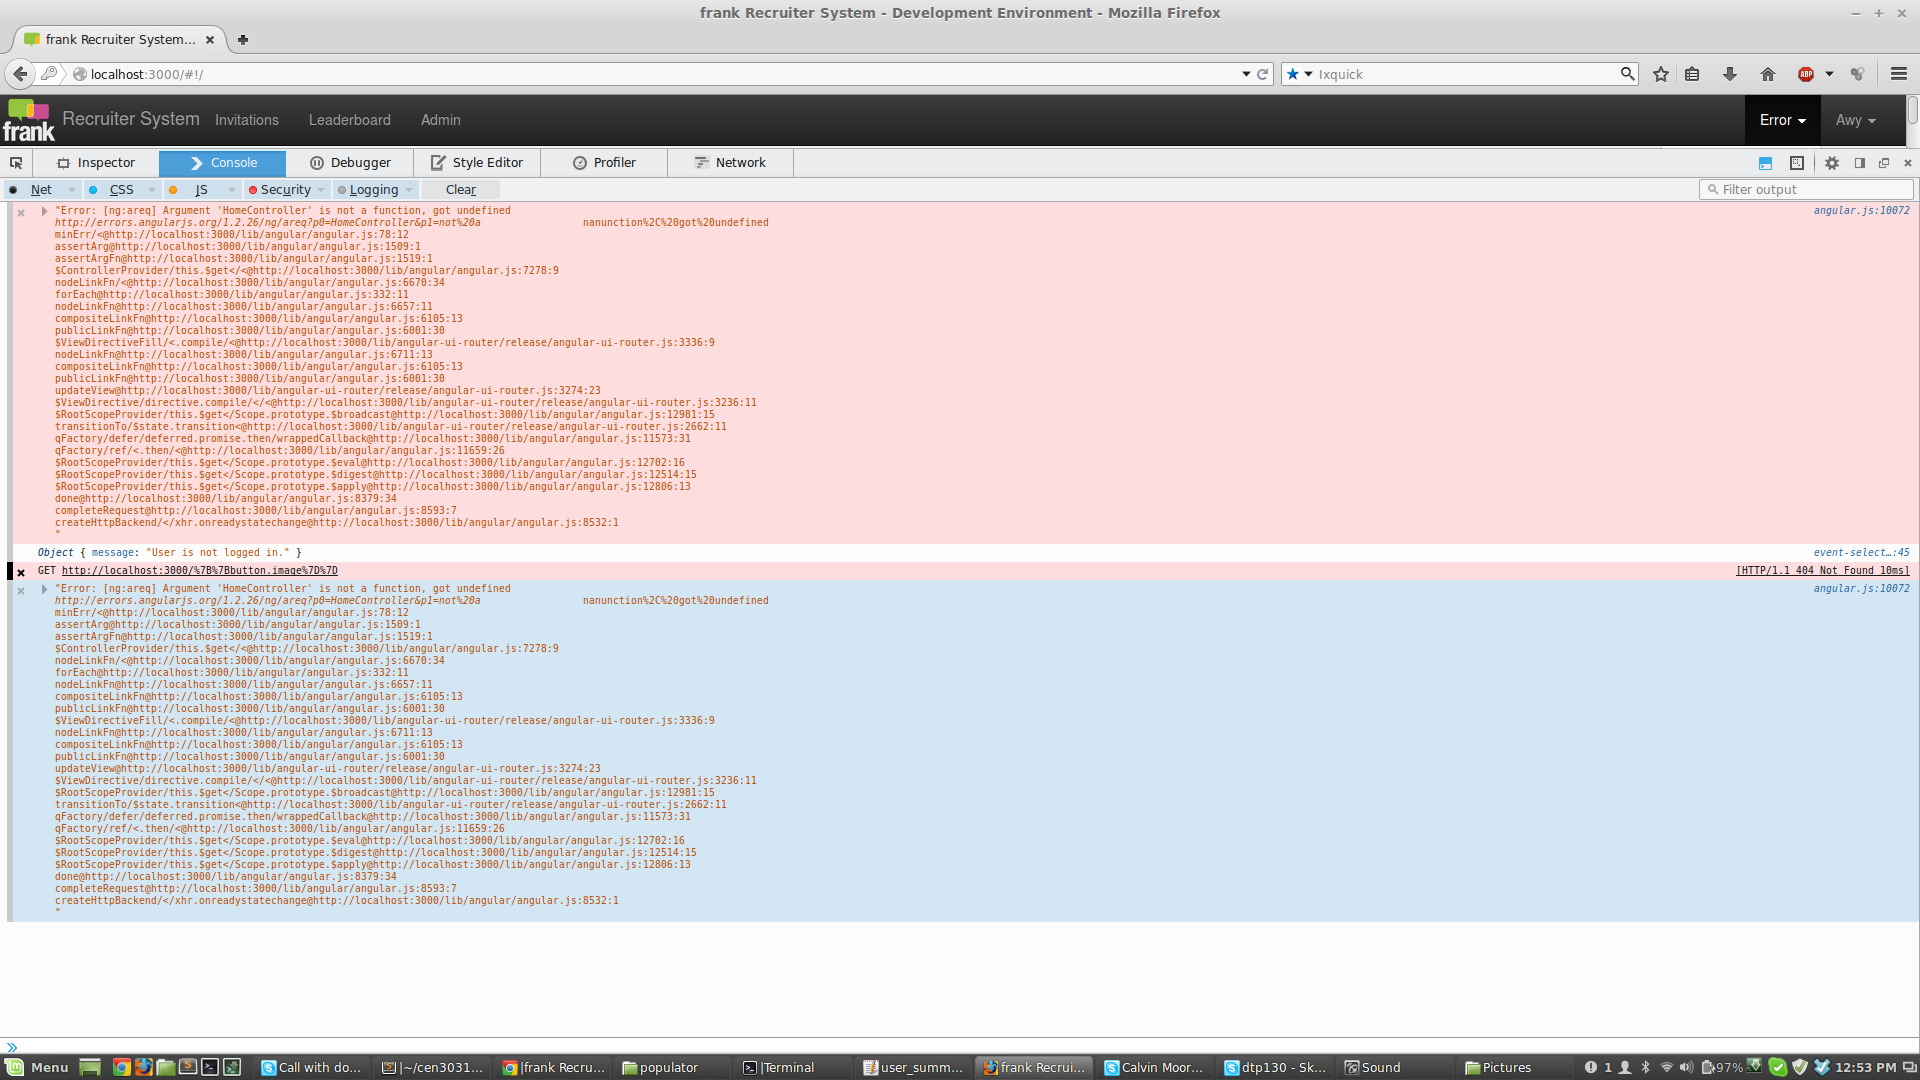 frank Recruiter System - Development Environment - Mozilla Firefox
frank Recruiter System...
localhost:3000/#!/
Ixquick
ABP
frank
Recruiter System
Invitations
Leaderboard
Admin
Error
Awy
Inspector
Console
Debugger
Style Editor
Profiler
Network
Net
CSS
JS
Security
Logging
Clear
Filter output
"Error: [ng:areq] Argument 'HomeController' is not a function, got undefined
angular.js:10072
http://errors.angularjs.org/1.2.26/ng/areq?p0=HomeController&p1=not%20a nanunction%2C%20got%20undefined
minErr/<@http://localhost:3000/lib/angular/angular.js:78:12
assertArg@http://localhost:3000/lib/angular/angular.js:1509:1
assertArgFn@http://localhost:3000/lib/angular/angular.js:1519:1
$ControllerProvider/this.$get</<@http://localhost:3000/lib/angular/angular.js:7278:9
nodeLinkFn/<@http://localhost:3000/lib/angular/angular.js:6670:34
forEach@http://localhost:3000/lib/angular/angular.js:332:11
nodeLinkFn@http://localhost:3000/lib/angular/angular.js:6657:11
compositeLinkFn@http://localhost:3000/lib/angular/angular.js:6105:13
publicLinkFn@http://localhost:3000/lib/angular/angular.js:6001:30
$ViewDirectiveFill/<.compile/<@http://localhost:3000/lib/angular-ui-router/release/angular-ui-router.js:3336:9
nodeLinkFn@http://localhost:3000/lib/angular/angular.js:6711:13
compositeLinkFn@http://localhost:3000/lib/angular/angular.js:6105:13
publicLinkFn@http://localhost:3000/lib/angular/angular.js:6001:30
updateView@http://localhost:3000/lib/angular-ui-router/release/angular-ui-router.js:3274:23
$ViewDirective/directive.compile/</<@http://localhost:3000/lib/angular-ui-router/release/angular-ui-router.js:3236:11
$RootScopeProvider/this.$get</Scope.prototype.$broadcast@http://localhost:3000/lib/angular/angular.js:12981:15
transitionTo/$state.transition<@http://localhost:3000/lib/angular-ui-router/release/angular-ui-router.js:2662:11
qFactory/defer/deferred.promise.then/wrappedCallback@http://localhost:3000/lib/angular/angular.js:11573:31
qFactory/ref/<.then/<@http://localhost:3000/lib/angular/angular.js:11659:26
$RootScopeProvider/this.$get</Scope.prototype.$eval@http://localhost:3000/lib/angular/angular.js:12702:16
$RootScopeProvider/this.$get</Scope.prototype.$digest@http://localhost:3000/lib/angular/angular.js:12514:15
$RootScopeProvider/this.$get</Scope.prototype.$apply@http://localhost:3000/lib/angular/angular.js:12806:13
done@http://localhost:3000/lib/angular/angular.js:8379:34
completeRequest@http://localhost:3000/lib/angular/angular.js:8593:7
createHttpBackend/</xhr.onreadystatechange@http://localhost:3000/lib/angular/angular.js:8532:1
"
Object { message: "User is not logged in." }
event-select…:45
GET http://localhost:3000/%7B%7Bbutton.image%7D%7D
[HTTP/1.1 404 Not Found 10ms]
"Error: [ng:areq] Argument 'HomeController' is not a function, got undefined
angular.js:10072
http://errors.angularjs.org/1.2.26/ng/areq?p0=HomeController&p1=not%20a nanunction%2C%20got%20undefined
minErr/<@http://localhost:3000/lib/angular/angular.js:78:12
assertArg@http://localhost:3000/lib/angular/angular.js:1509:1
assertArgFn@http://localhost:3000/lib/angular/angular.js:1519:1
$ControllerProvider/this.$get</<@http://localhost:3000/lib/angular/angular.js:7278:9
nodeLinkFn/<@http://localhost:3000/lib/angular/angular.js:6670:34
forEach@http://localhost:3000/lib/angular/angular.js:332:11
nodeLinkFn@http://localhost:3000/lib/angular/angular.js:6657:11
compositeLinkFn@http://localhost:3000/lib/angular/angular.js:6105:13
publicLinkFn@http://localhost:3000/lib/angular/angular.js:6001:30
$ViewDirectiveFill/<.compile/<@http://localhost:3000/lib/angular-ui-router/release/angular-ui-router.js:3336:9
nodeLinkFn@http://localhost:3000/lib/angular/angular.js:6711:13
compositeLinkFn@http://localhost:3000/lib/angular/angular.js:6105:13
publicLinkFn@http://localhost:3000/lib/angular/angular.js:6001:30
updateView@http://localhost:3000/lib/angular-ui-router/release/angular-ui-router.js:3274:23
$ViewDirective/directive.compile/</<@http://localhost:3000/lib/angular-ui-router/release/angular-ui-router.js:3236:11
$RootScopeProvider/this.$get</Scope.prototype.$broadcast@http://localhost:3000/lib/angular/angular.js:12981:15
transitionTo/$state.transition<@http://localhost:3000/lib/angular-ui-router/release/angular-ui-router.js:2662:11
qFactory/defer/deferred.promise.then/wrappedCallback@http://localhost:3000/lib/angular/angular.js:11573:31
qFactory/ref/<.then/<@http://localhost:3000/lib/angular/angular.js:11659:26
$RootScopeProvider/this.$get</Scope.prototype.$eval@http://localhost:3000/lib/angular/angular.js:12702:16
$RootScopeProvider/this.$get</Scope.prototype.$digest@http://localhost:3000/lib/angular/angular.js:12514:15
$RootScopeProvider/this.$get</Scope.prototype.$apply@http://localhost:3000/lib/angular/angular.js:12806:13
done@http://localhost:3000/lib/angular/angular.js:8379:34
completeRequest@http://localhost:3000/lib/angular/angular.js:8593:7
createHttpBackend/</xhr.onreadystatechange@http://localhost:3000/lib/angular/angular.js:8532:1
"
Menu
Call with do...
|~/cen3031...
|frank Recru...
populator
|Terminal
user_summ...
frank Recrui...
Calvin Moor...
dtp130 - Sk...
Sound
Pictures
1
97%
12:53 PM